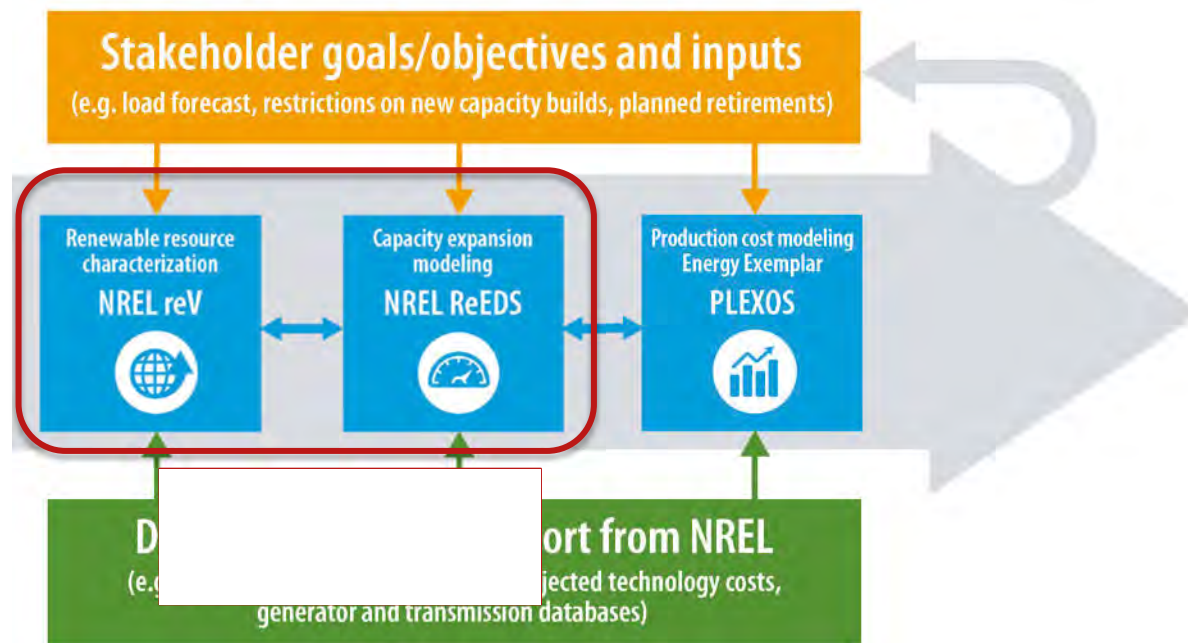 Stakeholder goals/objectives and inputs
(e.g. load forecast, restrictions on new capacity builds, planned retirements)
Renewable resource
characterization
NREL reV
Capacity expansion
modeling
NREL ReEDS
Production cost modeling
Energy Exemplar
PLEXOS
from NREL
technology costs,
generator and transmission databases)